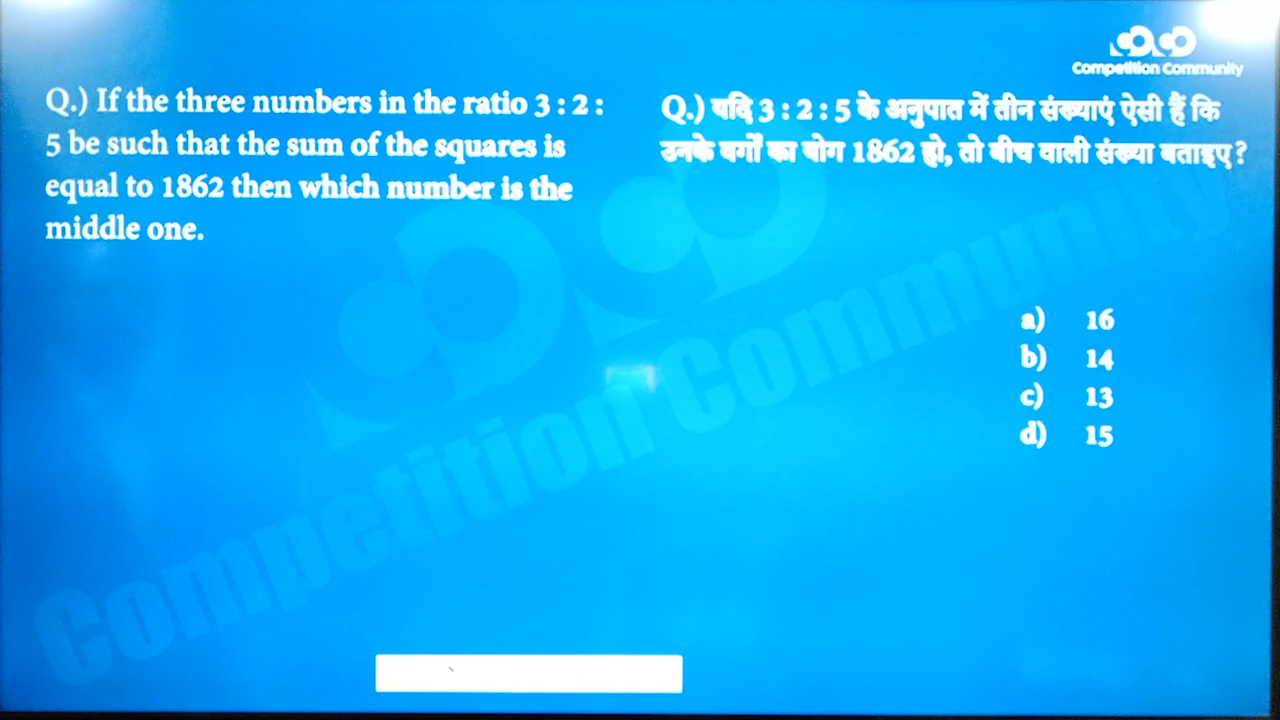 Competition Community
Q.) If the three numbers in the ratio 3 : 2 :
5 be such that the sum of the squares is
equal to 1862 then which number is the
middle one.
Q.) यदि 3 : 2 : 5 के अनुपात में तीन संख्याएं ऐसी हैं कि
उनके वर्गों का योग 1862 हो, तो बीच वाली संख्या बताइए ?
a) 16
b) 14
c) 13
d) 15
Competition Community